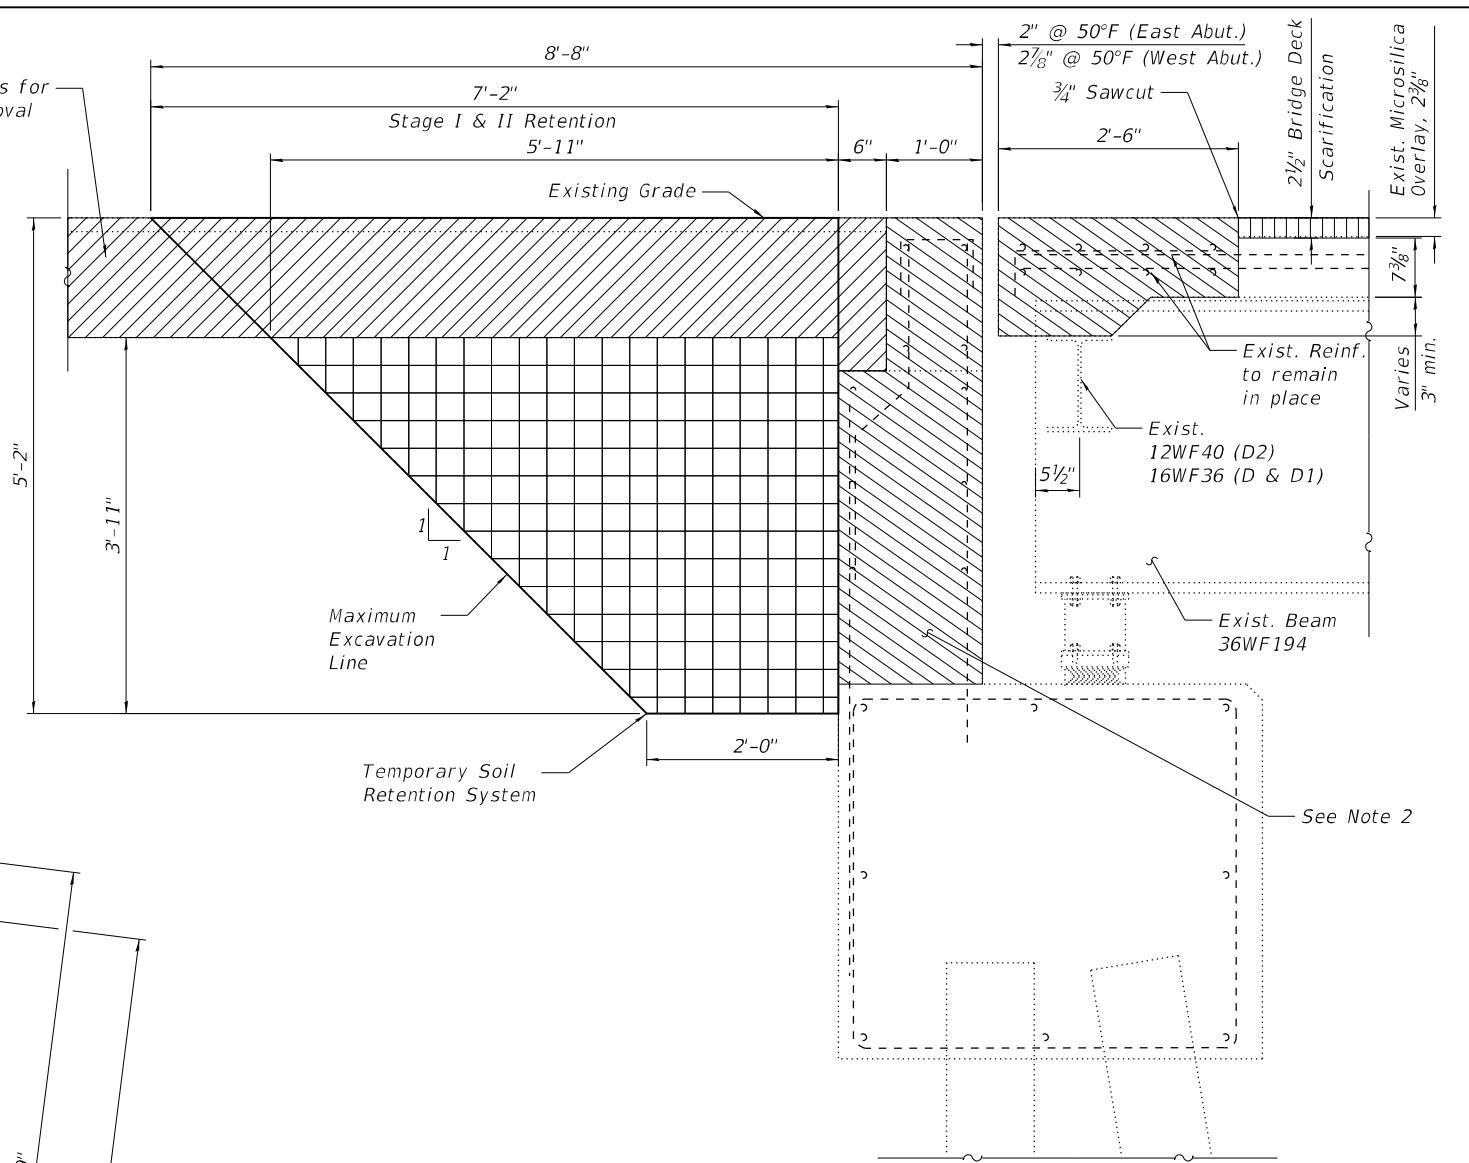 8'-8"
2" @ 50°F (East Abut.)
2⅞" @ 50°F (West Abut.)
¾" Sawcut
2½" Bridge Deck
Scarification
Exist. Microsilica
Overlay, 2⅜"
s for
oval
7'-2"
Stage I & II Retention
5'-11"
6"
1'-0"
2'-6"
Existing Grade
7⅜"
Varies
3" min.
Exist. Reinf.
to remain
in place
Exist.
12WF40 (D2)
16WF36 (D & D1)
5½"
5'-2"
3'-11"
1
1
Maximum
Excavation
Line
Exist. Beam
36WF194
2'-0"
Temporary Soil
Retention System
See Note 2